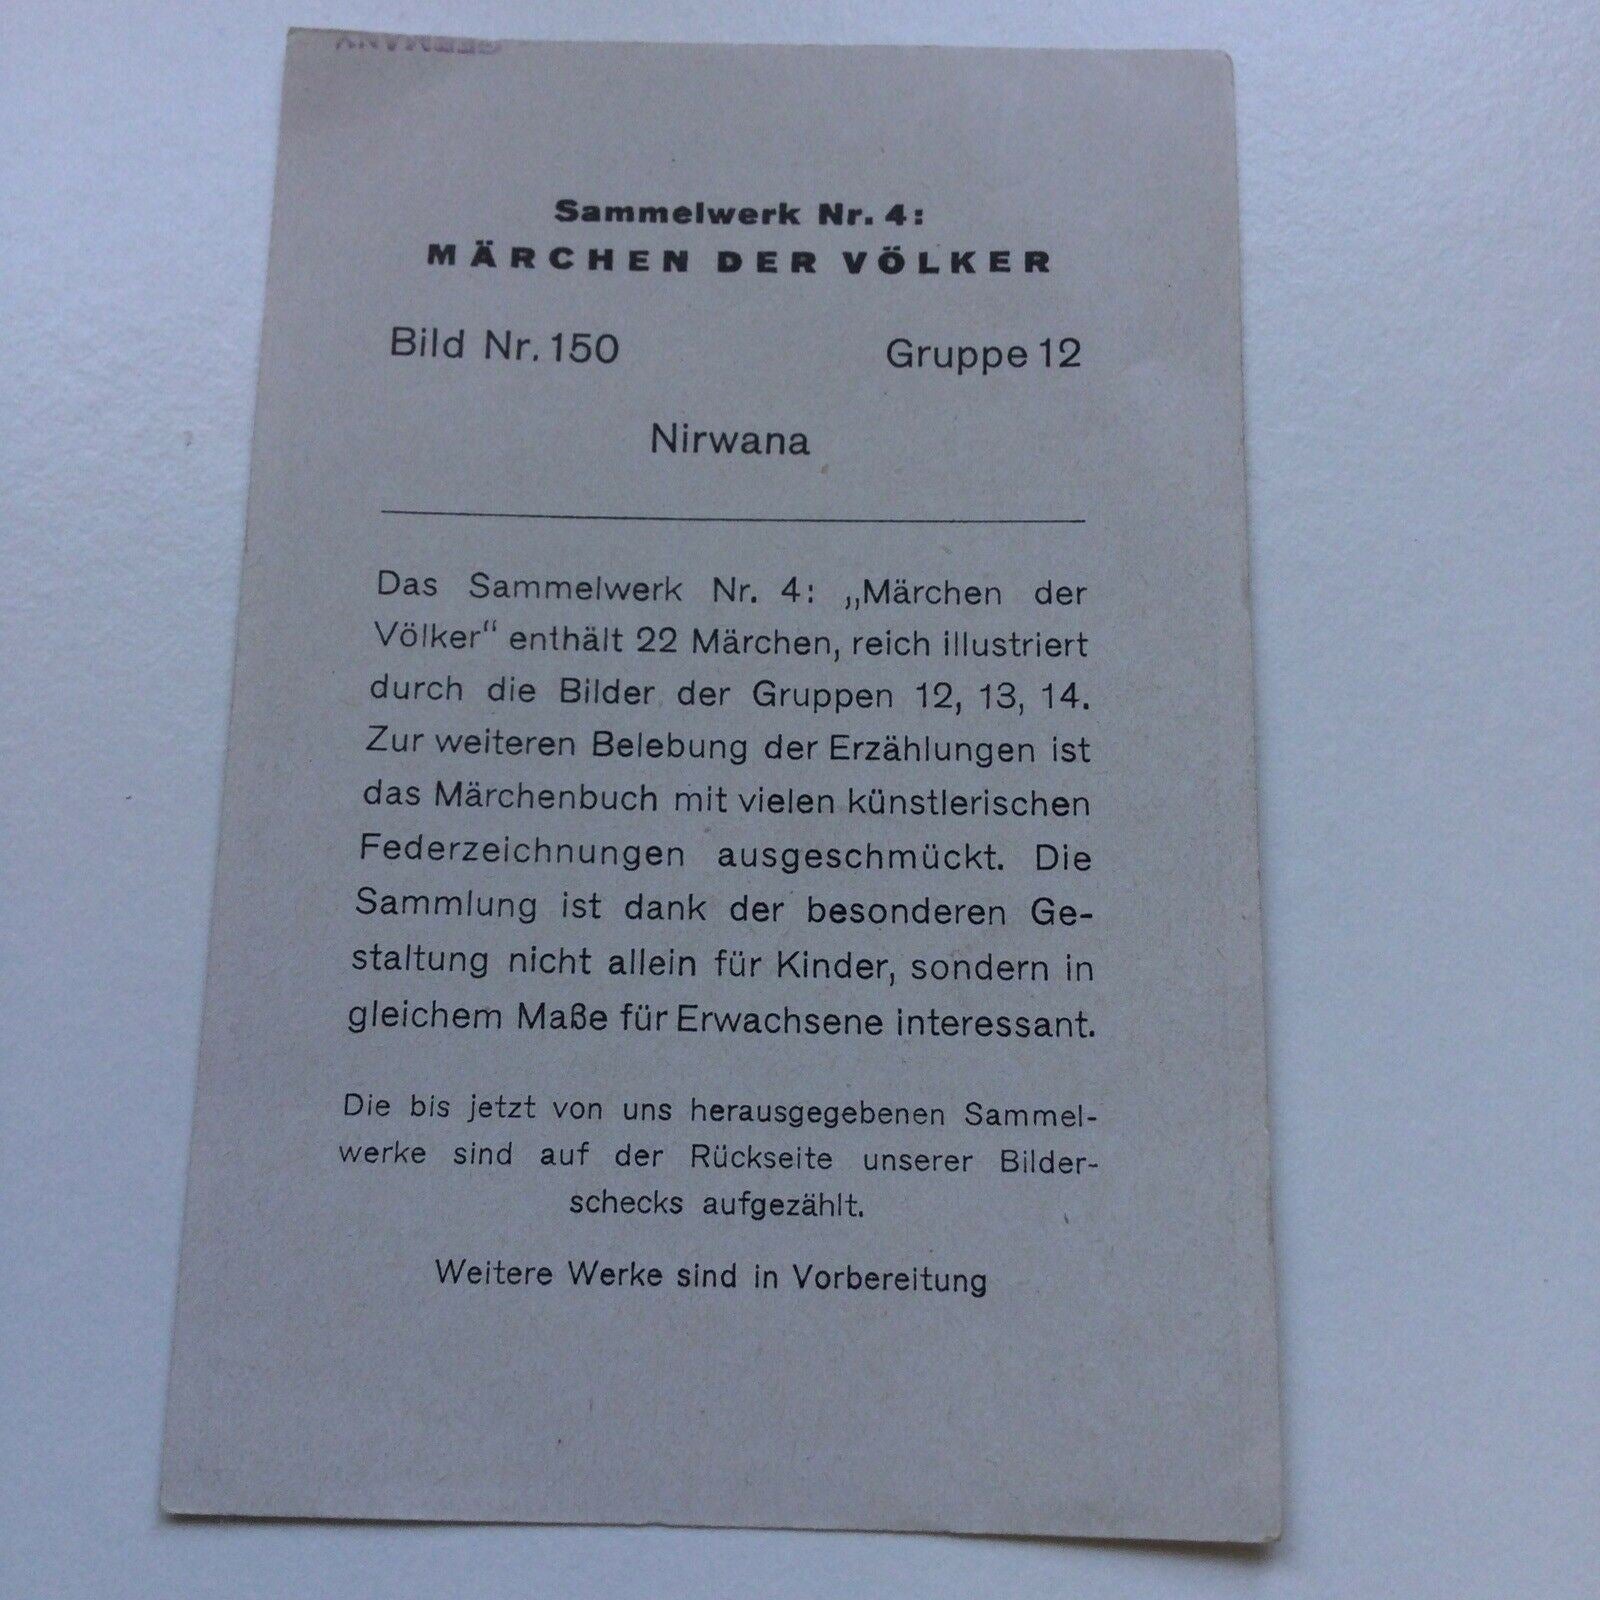 Sammelwerk Nr. 4:
MÄRCHEN DER VÖLKER
Bild Nr. 150 Gruppe 12
Nirwana
Das Sammelwerk Nr. 4: „Märchen der
Völker“ enthält 22 Märchen, reich illustriert
durch die Bilder der Gruppen 12, 13, 14.
Zur weiteren Belebung der Erzählungen ist
das Märchenbuch mit vielen künstlerischen
Federzeichnungen ausgeschmückt. Die
Sammlung ist dank der besonderen Ge-
staltung nicht allein für Kinder, sondern in
gleichem Maße für Erwachsene interessant.
Die bis jetzt von uns herausgegebenen Sammel-
werke sind auf der Rückseite unserer Bilder-
schecks aufgezählt.
Weitere Werke sind in Vorbereitung